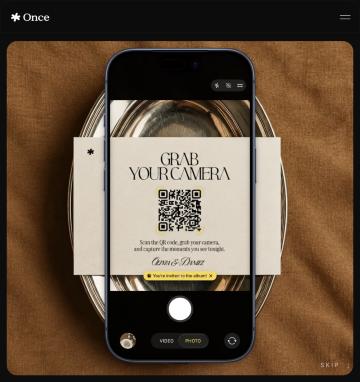 Once
GRAB
YOUR CAMERA
Scan the QR code, grab your camera,
and capture the moments you see tonight.
Olivia & Daniel
You're invited to the album!
VIDEO
PHOTO
SKIP